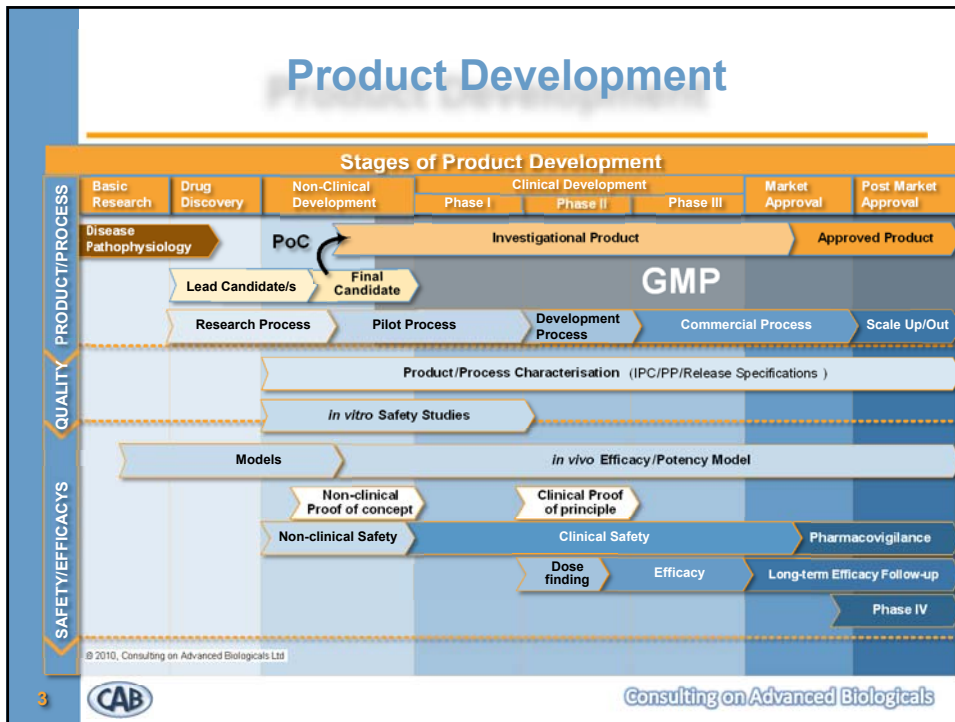 Product Development
Stages of Product Development
Basic Research
Drug Discovery
Non-Clinical Development
Clinical Development
Phase I
Phase II
Phase III
Market Approval
Post Market Approval
PRODUCT/PROCESS
Disease Pathophysiology
PoC
Investigational Product
Approved Product
Lead Candidate/s
Final Candidate
GMP
Research Process
Pilot Process
Development Process
Commercial Process
Scale Up/Out
QUALITY
Product/Process Characterisation (IPC/PP/Release Specifications )
in vitro Safety Studies
SAFETY/EFFICACYS
Models
in vivo Efficacy/Potency Model
Non-clinical Proof of concept
Clinical Proof of principle
Non-clinical Safety
Clinical Safety
Pharmacovigilance
Dose finding
Efficacy
Long-term Efficacy Follow-up
Phase IV
© 2010, Consulting on Advanced Biologicals Ltd
3
CAB
Consulting on Advanced Biologicals